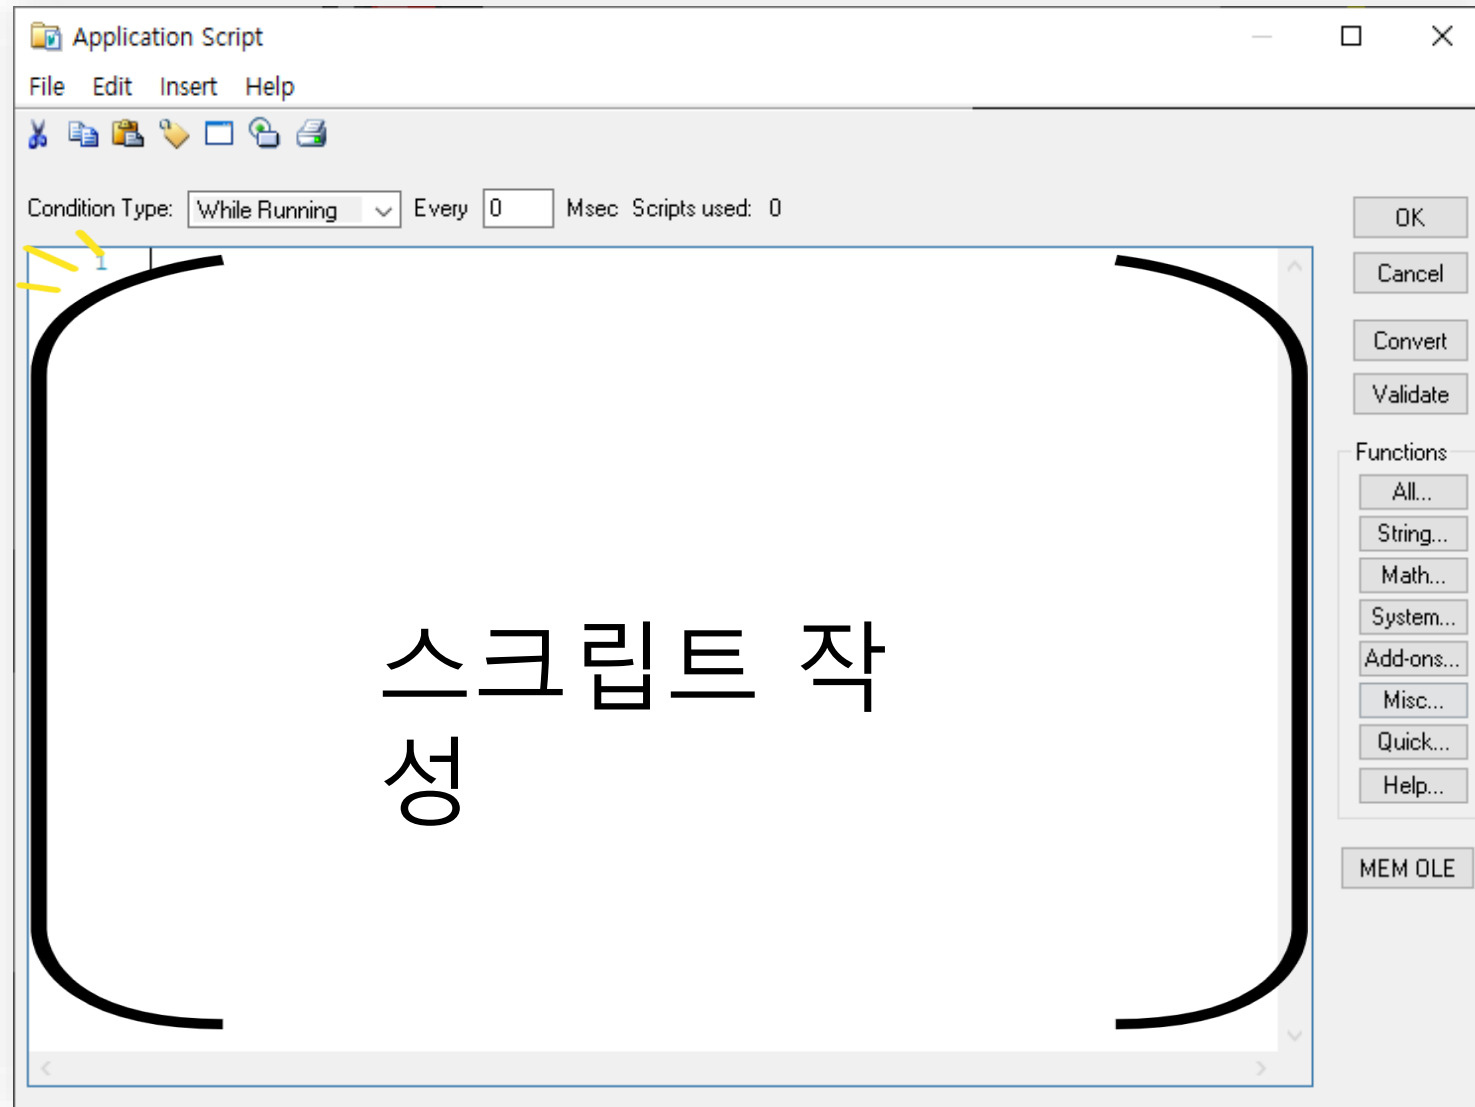 Application Script
File Edit Insert Help
Condition Type: While Running Every 0 Msec Scripts used: 0
OK
1
Cancel
Convert
Validate
Functions
All...
String...
Math...
System...
Add-ons...
Misc...
Quick...
Help...
MEM OLE
스크립트 작
성